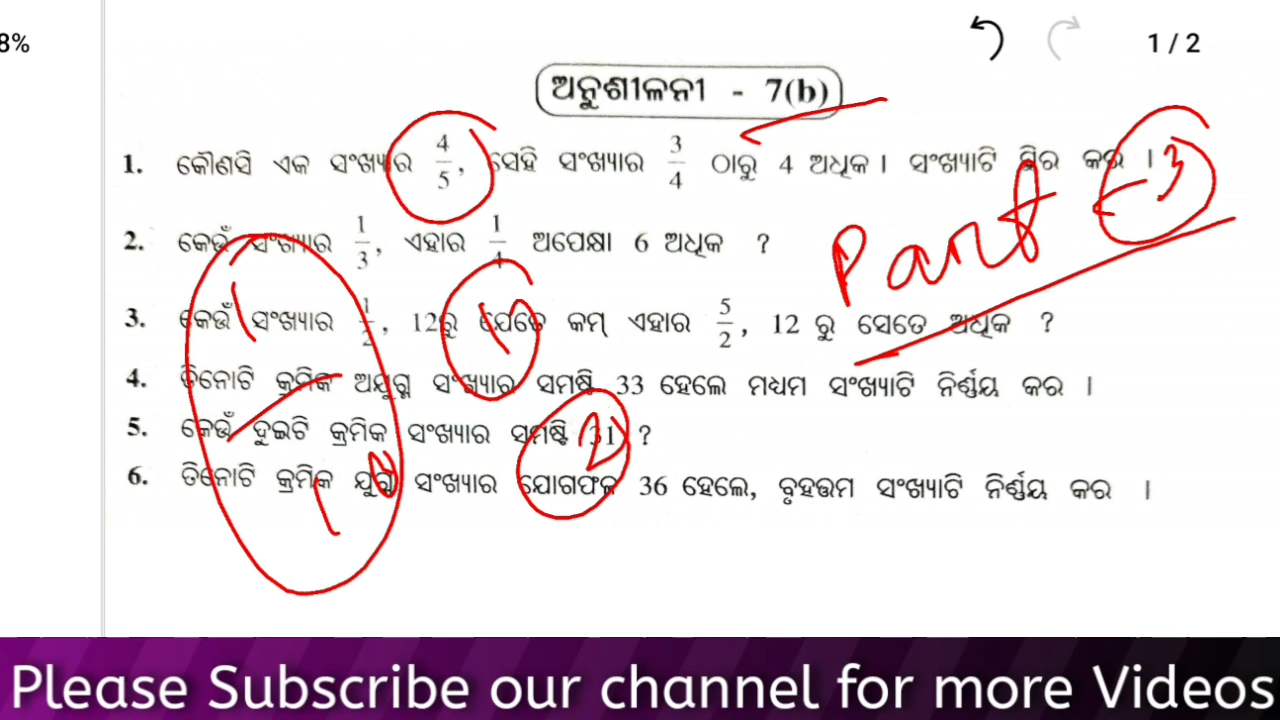 8%
1 / 2
ଅନୁଶୀଳନୀ - 7(b)
1. କୌଣସି ଏକ ସଂଖ୍ୟାର 4/5, ସେହି ସଂଖ୍ୟାର 3/4 ଠାରୁ 4 ଅଧିକ । ସଂଖ୍ୟାଟି ସ୍ଥିର କର ।
2. କେଉଁ ସଂଖ୍ୟାର 1/3, ଏହାର 1/4 ଅପେକ୍ଷା 6 ଅଧିକ ?
3. କେଉଁ ସଂଖ୍ୟାର 1/2, 12ରୁ ଯେତେ କମ୍ ଏହାର 5/2, 12 ରୁ ସେତେ ଅଧିକ ?
4. ତିନୋଟି କ୍ରମିକ ଅଯୁଗ୍ମ ସଂଖ୍ୟାର ସମଷ୍ଟି 33 ହେଲେ ମଧ୍ୟମ ସଂଖ୍ୟାଟି ନିର୍ଣ୍ଣୟ କର ।
5. କେଉଁ ଦୁଇଟି କ୍ରମିକ ସଂଖ୍ୟାର ସମଷ୍ଟି 31 ?
6. ତିନୋଟି କ୍ରମିକ ଯୁଗ୍ମ ସଂଖ୍ୟାର ଯୋଗଫଳ 36 ହେଲେ, ବୃହତ୍ତମ ସଂଖ୍ୟାଟି ନିର୍ଣ୍ଣୟ କର ।
Part - 3
Please Subscribe our channel for more Videos